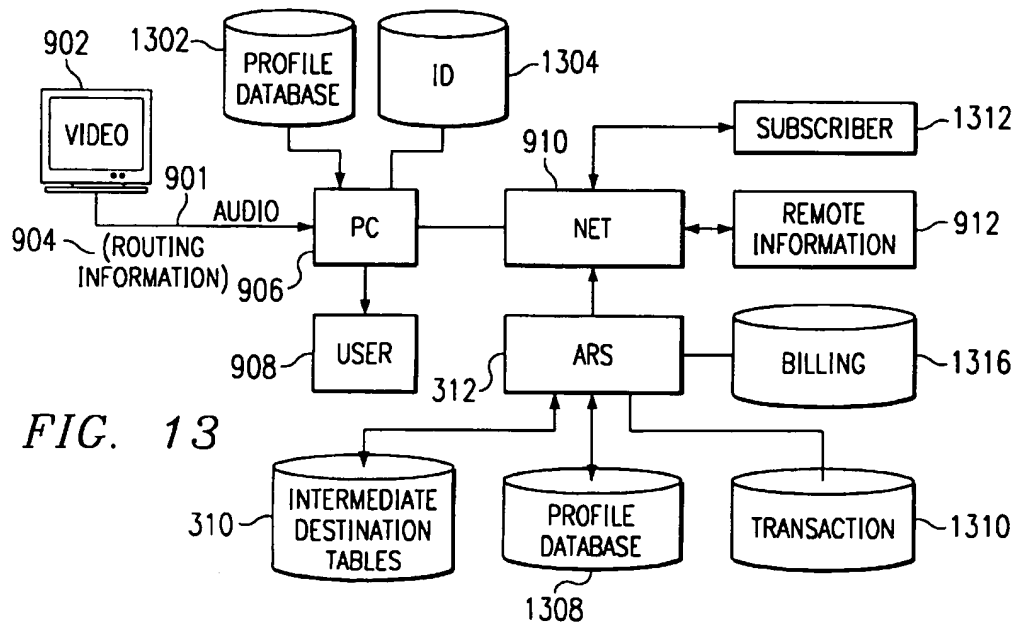 902
1302
PROFILE
DATABASE
ID
1304
VIDEO
SUBSCRIBER
1312
910
901
AUDIO
PC
NET
REMOTE
INFORMATION
912
904
(ROUTING
INFORMATION)
906
USER
908
ARS
312
BILLING
1316
FIG. 13
310
INTERMEDIATE
DESTINATION
TABLES
PROFILE
DATABASE
1308
TRANSACTION
1310